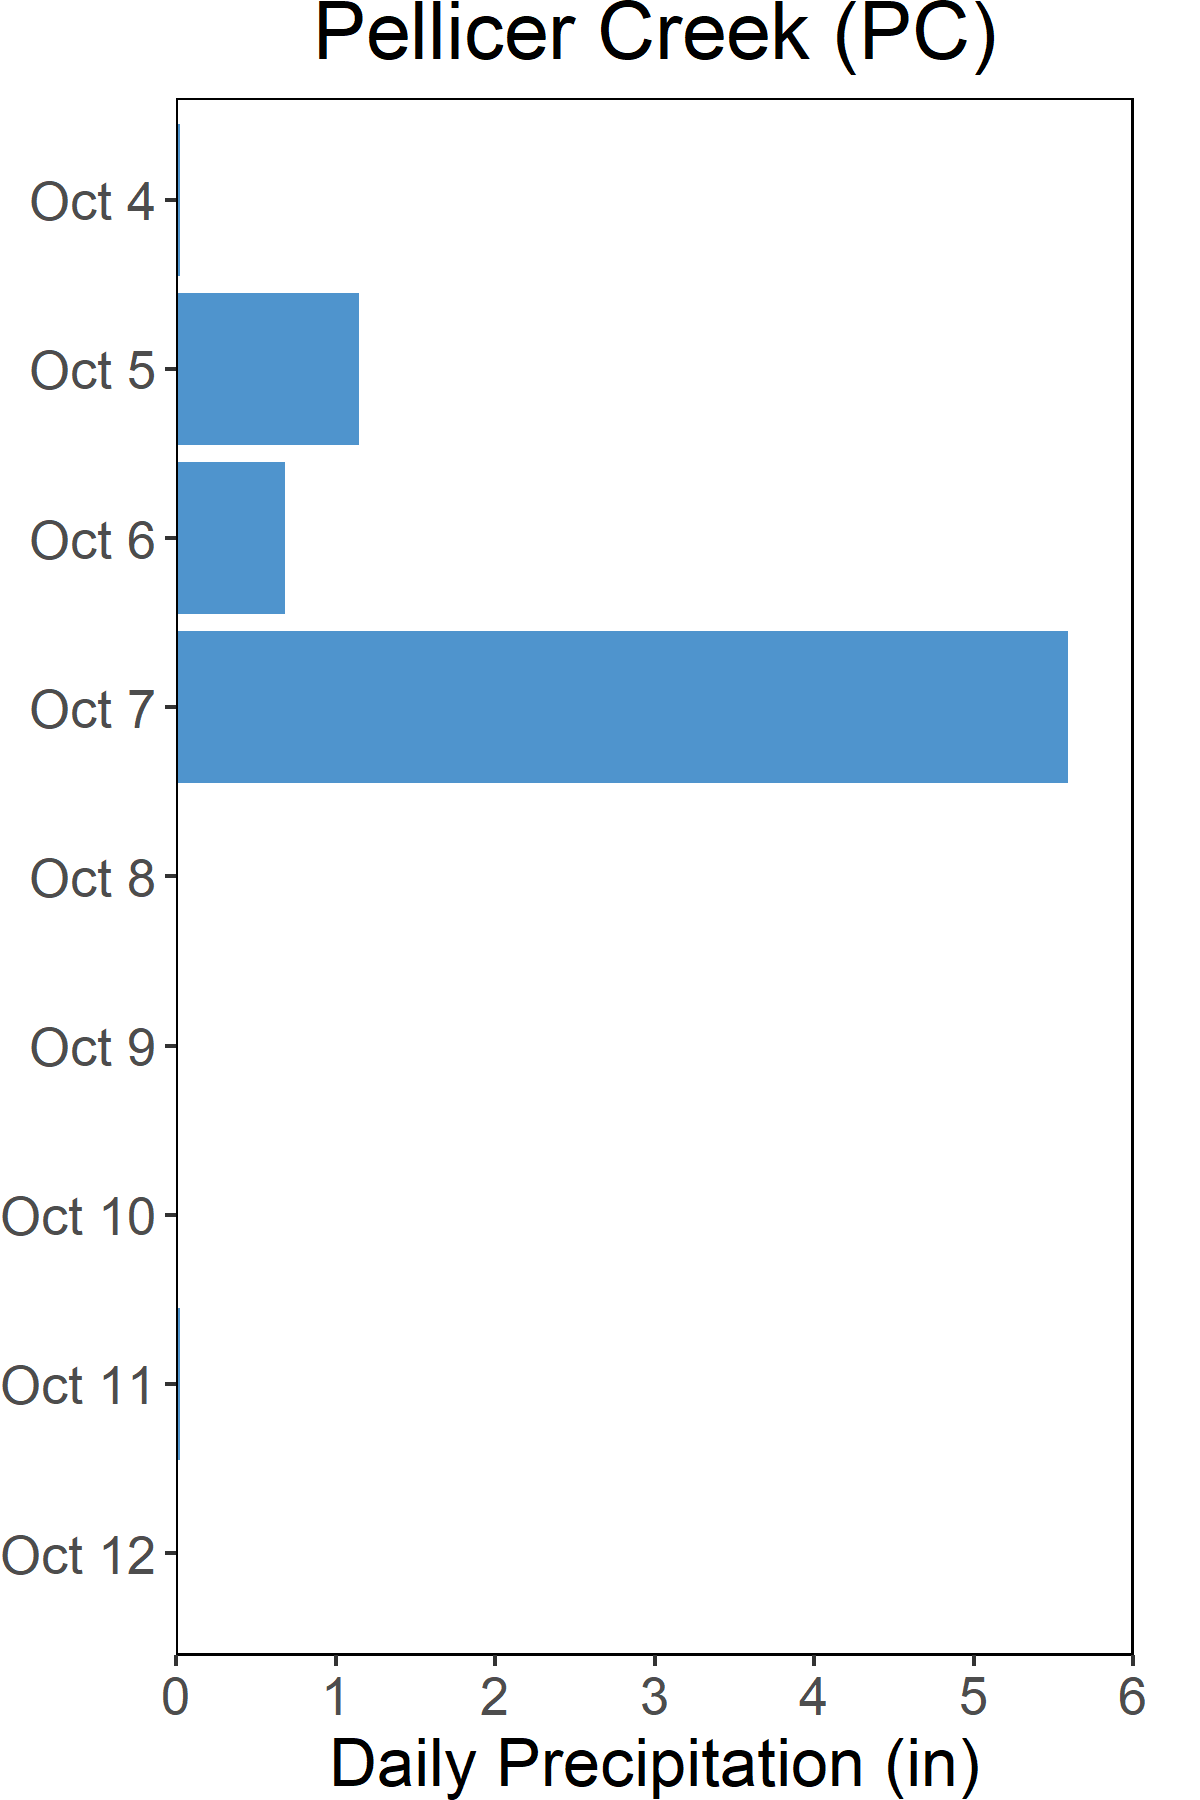 Pellicer Creek (PC)
Oct 4
Oct 5
Oct 6
Oct 7
Oct 8
Oct 9
Oct 10
Oct 11
Oct 12
0 1 2 3 4 5 6
Daily Precipitation (in)